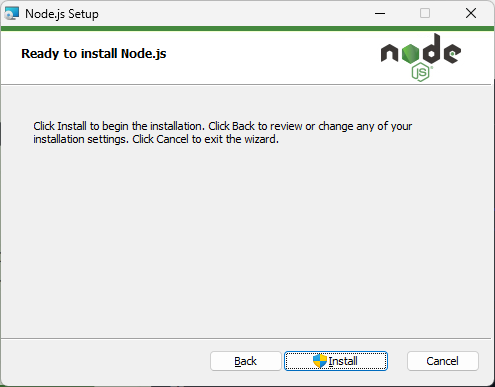 Node.js Setup
Ready to install Node.js
node
JS
Click Install to begin the installation. Click Back to review or change any of your
installation settings. Click Cancel to exit the wizard.
Back
Install
Cancel